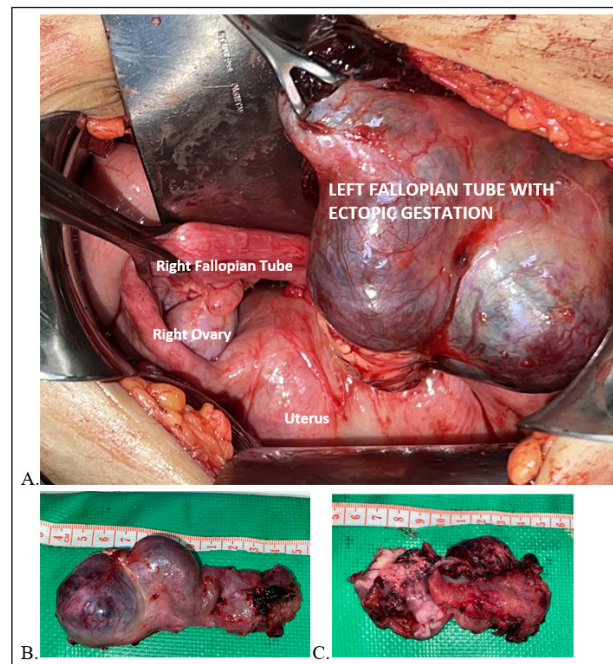 LEFT FALLOPIAN TUBE WITH
ECTOPIC GESTATION
Right Fallopian Tube
Right Ovary
Uterus
A.
B.
C.